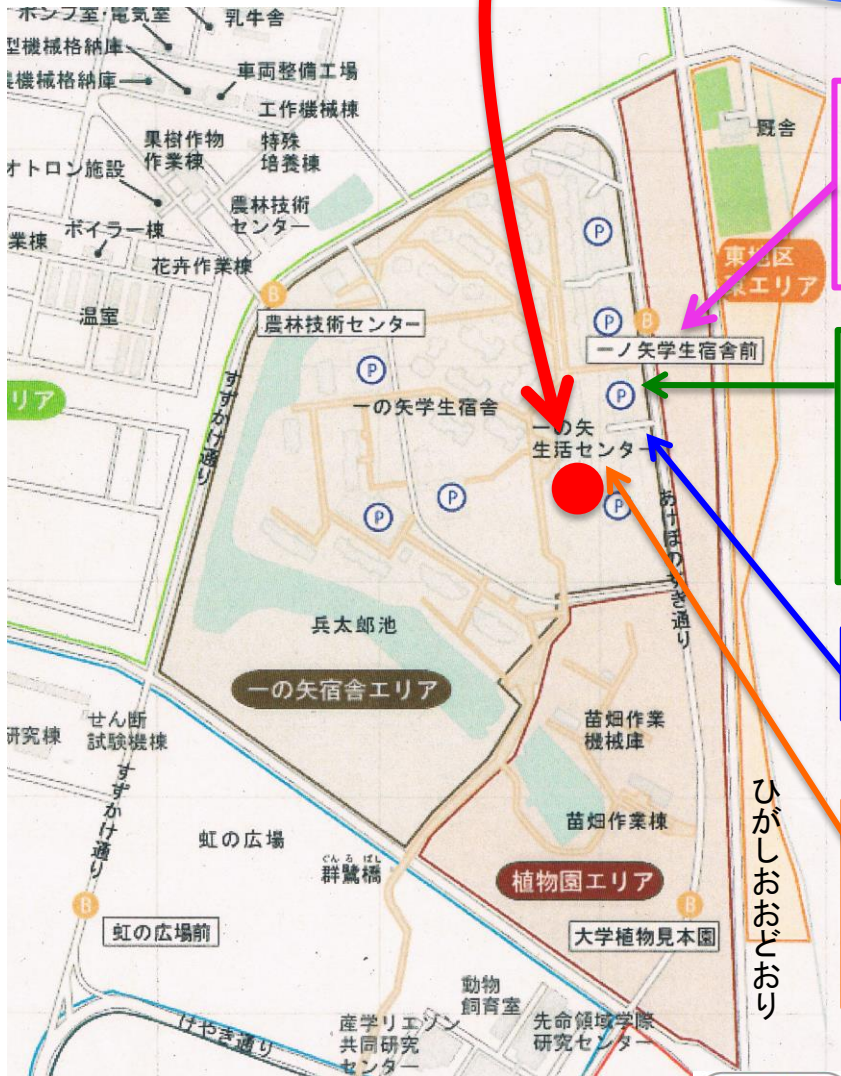 ポンプ室・電気室
乳牛舎
型機械格納庫
農機械格納庫
車両整備工場
工作機械棟
果樹作物
作業棟
特殊
培養棟
オトロン施設
農林技術
センター
業棟
ボイラー棟
花卉作業棟
温室
厩舎
東地区
東エリア
P
P
P
P
P
P
P
B
B
農林技術センター
一ノ矢学生宿舎前
リア
すずかけ通り
一の矢学生宿舎
一の矢
生活センター
あけぼのすぎ通り
兵太郎池
一の矢宿舎エリア
研究棟
せん断
試験機棟
すずかけ通り
苗畑作業
機械庫
苗畑作業棟
虹の広場
ぐんろばし
群鷺橋
植物園エリア
ひがしおおどおり
B
虹の広場前
B
大学植物見本園
けやき通り
動物
飼育室
産学リエゾン
共同研究
センター
先命領域学際
研究センター